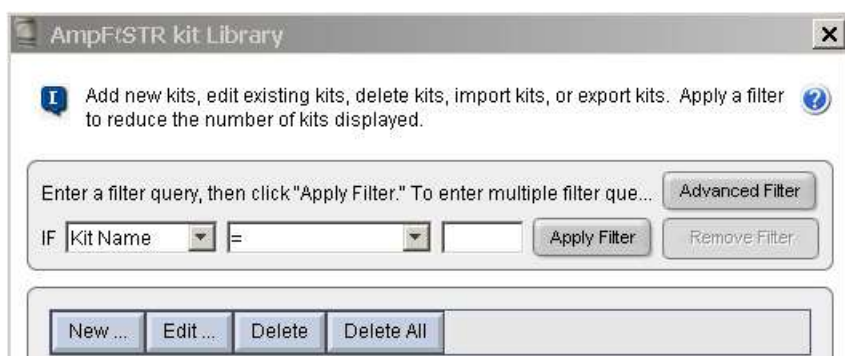 AmpFℓSTR kit Library
Add new kits, edit existing kits, delete kits, import kits, or export kits. Apply a filter
to reduce the number of kits displayed.
Enter a filter query, then click "Apply Filter." To enter multiple filter que... Advanced Filter
IF Kit Name = Apply Filter Remove Filter
New ... Edit ... Delete Delete All